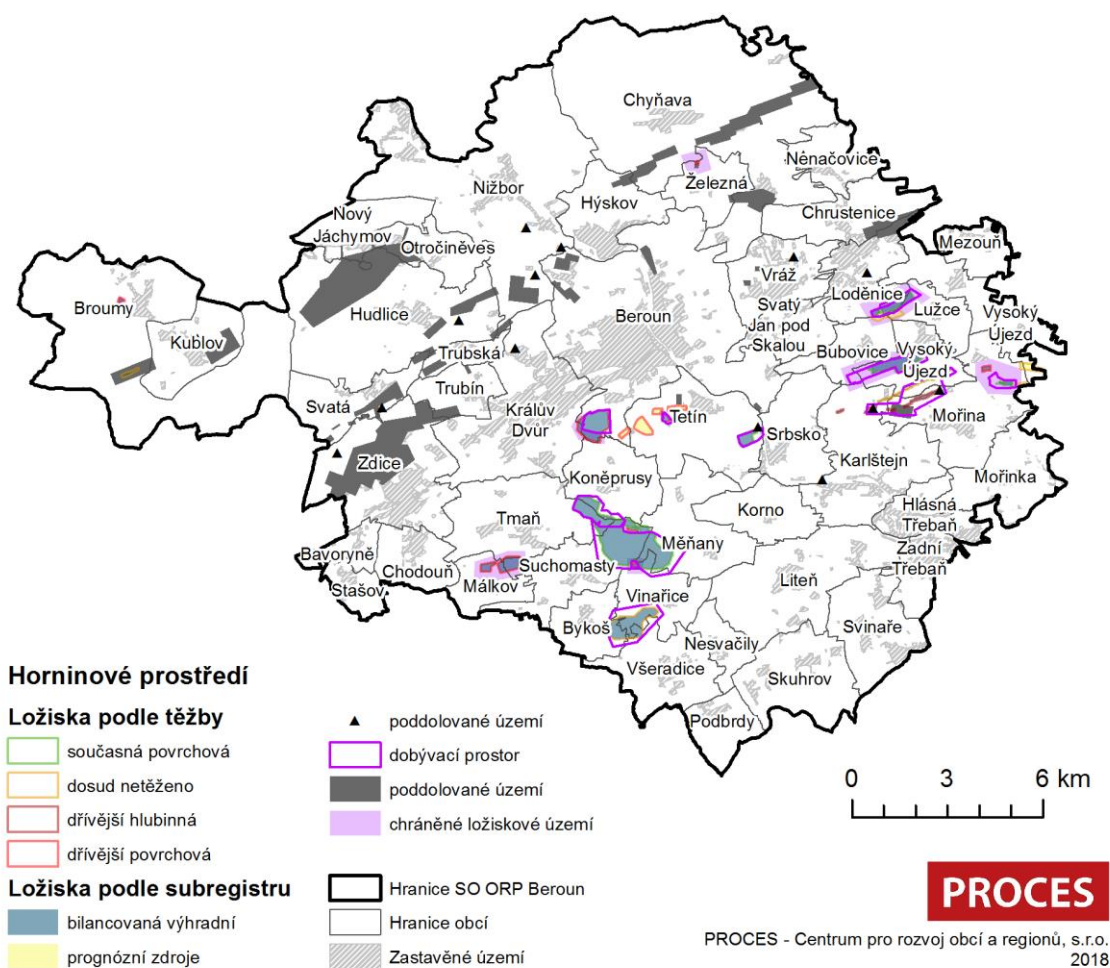 Chyňava
Nenačovice
Železná
Nižbor
Hýskov
Chrustenice
Nový
Jáchymov
Otročiněves
Mezouň
Vráž
Loděnice
Broumy
Hudlice
Beroun
Svatý
Jan pod
Skalou
Lužce
Vysoký
Újezd
Kublov
Trubská
Bubovice
Vysoký
Újezd
Svatá
Trubín
Králův
Dvůr
Tetín
Srbsko
Mořina
Zdice
Karlštejn
Mořinka
Koněprusy
Korno
Hlásná
Třebaň
Tmaň
Měňany
Zadní
Třebaň
Bavoryně
Chodouň
Suchomasty
Stašov
Málkov
Liteň
Vinařice
Bykoš
Svinaře
Nesvačily
Všeradice
Skuhrov
Podbrdy
Horninové prostředí
Ložiska podle těžby
současná povrchová
dosud netěženo
dřívější hlubinná
dřívější povrchová
Ložiska podle subregistru
bilancovaná výhradní
prognózní zdroje
poddolované území
dobývací prostor
poddolované území
chráněné ložiskové území
Hranice SO ORP Beroun
Hranice obcí
Zastavěné území
0 3 6 km
PROCES
PROCES - Centrum pro rozvoj obcí a regionů, s.r.o.
2018